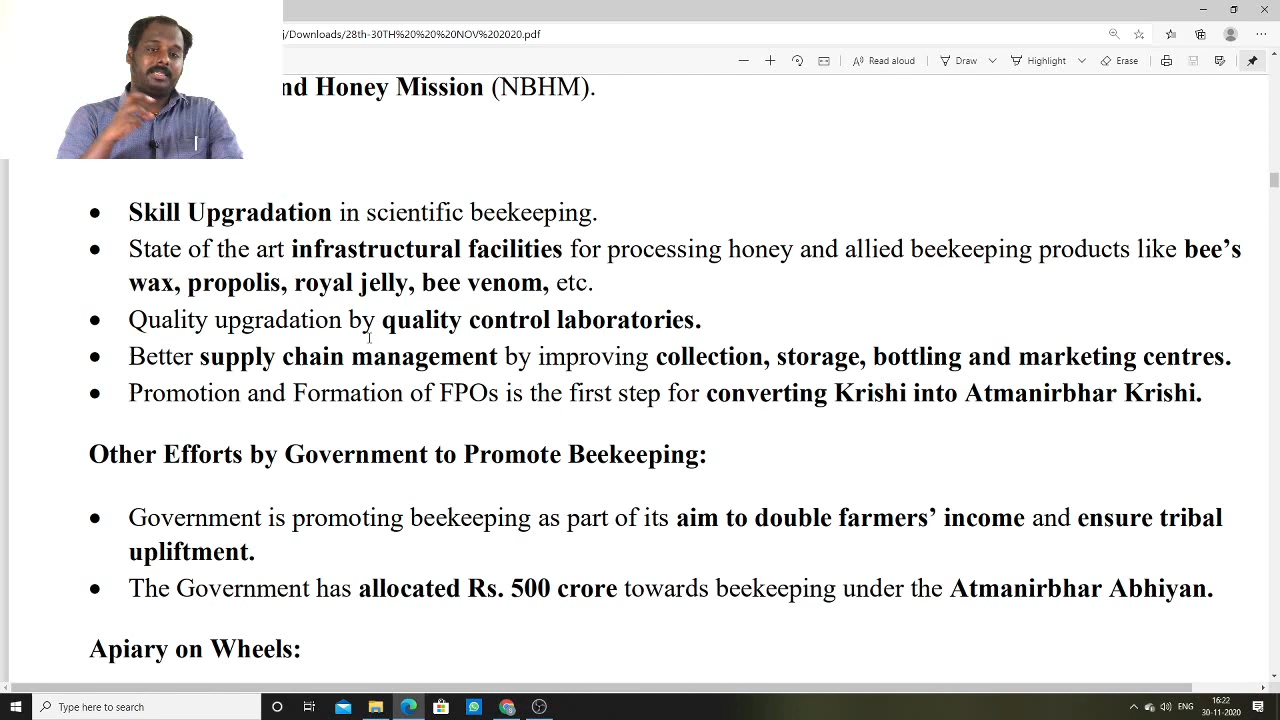 j/Downloads/28th-30TH%20%20%20NOV%202020.pdf
Read aloud Draw Highlight Erase
nd Honey Mission (NBHM).
• Skill Upgradation in scientific beekeeping.
• State of the art infrastructural facilities for processing honey and allied beekeeping products like bee’s
wax, propolis, royal jelly, bee venom, etc.
• Quality upgradation by quality control laboratories.
• Better supply chain management by improving collection, storage, bottling and marketing centres.
• Promotion and Formation of FPOs is the first step for converting Krishi into Atmanirbhar Krishi.
Other Efforts by Government to Promote Beekeeping:
• Government is promoting beekeeping as part of its aim to double farmers’ income and ensure tribal
upliftment.
• The Government has allocated Rs. 500 crore towards beekeeping under the Atmanirbhar Abhiyan.
Apiary on Wheels:
Type here to search
ENG
16:22
30-11-2020